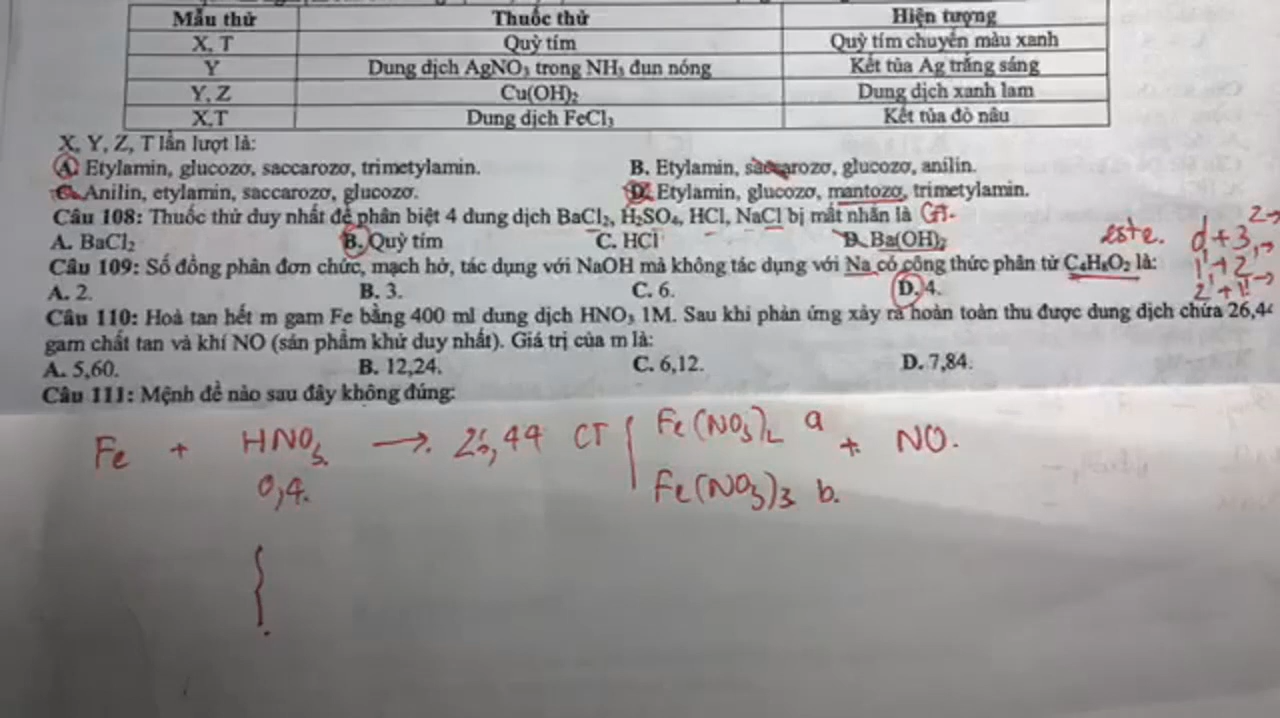 Mẫu thử Thuốc thử Hiện tượng
X, T Quỳ tím Quỳ tím chuyển màu xanh
Y Dung dịch AgNO₃ trong NH₃ đun nóng Kết tủa Ag trắng sáng
Y, Z Cu(OH)₂ Dung dịch xanh lam
X,T Dung dịch FeCl₃ Kết tủa đỏ nâu
X, Y, Z, T lần lượt là:
A. Etylamin, glucozơ, saccarozơ, trimetylamin. B. Etylamin, saccarozơ, glucozơ, anilin.
C. Anilin, etylamin, saccarozơ, glucozơ. D. Etylamin, glucozơ, mantozơ, trimetylamin.
Câu 108: Thuốc thử duy nhất để phân biệt 4 dung dịch BaCl₂, H₂SO₄, HCl, NaCl bị mất nhãn là
A. BaCl₂ B. Quỳ tím C. HCl D. Ba(OH)₂ este. d+3 2→
1'+2 →
2'+1' →
Câu 109: Số đồng phân đơn chức, mạch hở, tác dụng với NaOH mà không tác dụng với Na có công thức phân tử C₄H₈O₂ là:
A. 2. B. 3. C. 6. D. 4.
Câu 110: Hoà tan hết m gam Fe bằng 400 ml dung dịch HNO₃ 1M. Sau khi phản ứng xảy ra hoàn toàn thu được dung dịch chứa 26,44
gam chất tan và khí NO (sản phẩm khử duy nhất). Giá trị của m là:
A. 5,60. B. 12,24. C. 6,12. D. 7,84.
Câu 111: Mệnh đề nào sau đây không đúng:
Fe + HNO₃ → 26,44 CT { Fe(NO₃)₂ a + NO.
0,4. Fe(NO₃)₃ b.
{